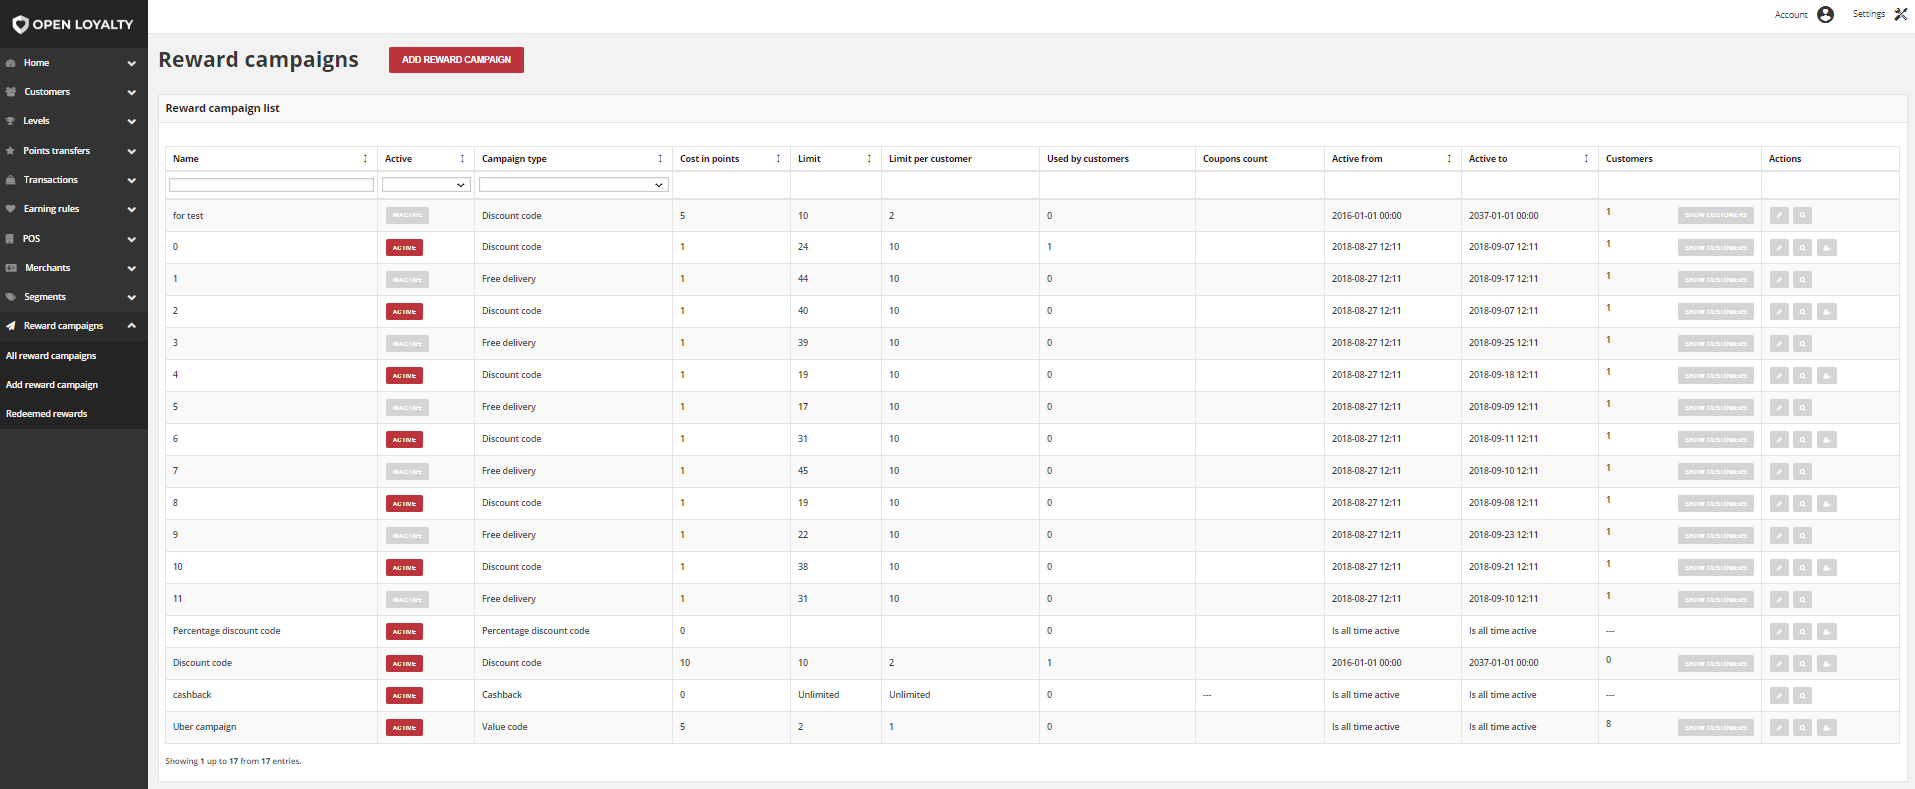 OPEN LOYALTY
Account Settings
Home
Customers
Levels
Points transfers
Transactions
Earning rules
POS
Merchants
Segments
Reward campaigns
All reward campaigns
Add reward campaign
Redeemed rewards
Reward campaigns ADD REWARD CAMPAIGN
Reward campaign list
Name Active Campaign type Cost in points Limit Limit per customer Used by customers Coupons count Active from Active to Customers Actions
for test INACTIVE Discount code 5 10 2 0 2016-01-01 00:00 2037-01-01 00:00 1 SHOW CUSTOMERS
0 ACTIVE Discount code 1 24 10 1 2018-08-27 12:11 2018-09-07 12:11 1 SHOW CUSTOMERS
1 INACTIVE Free delivery 1 44 10 0 2018-08-27 12:11 2018-09-17 12:11 1 SHOW CUSTOMERS
2 ACTIVE Discount code 1 40 10 0 2018-08-27 12:11 2018-09-07 12:11 1 SHOW CUSTOMERS
3 INACTIVE Free delivery 1 39 10 0 2018-08-27 12:11 2018-09-25 12:11 1 SHOW CUSTOMERS
4 ACTIVE Discount code 1 19 10 0 2018-08-27 12:11 2018-09-18 12:11 1 SHOW CUSTOMERS
5 INACTIVE Free delivery 1 17 10 0 2018-08-27 12:11 2018-09-09 12:11 1 SHOW CUSTOMERS
6 ACTIVE Discount code 1 31 10 0 2018-08-27 12:11 2018-09-11 12:11 1 SHOW CUSTOMERS
7 INACTIVE Free delivery 1 45 10 0 2018-08-27 12:11 2018-09-10 12:11 1 SHOW CUSTOMERS
8 ACTIVE Discount code 1 19 10 0 2018-08-27 12:11 2018-09-08 12:11 1 SHOW CUSTOMERS
9 INACTIVE Free delivery 1 22 10 0 2018-08-27 12:11 2018-09-23 12:11 1 SHOW CUSTOMERS
10 ACTIVE Discount code 1 38 10 0 2018-08-27 12:11 2018-09-21 12:11 1 SHOW CUSTOMERS
11 INACTIVE Free delivery 1 31 10 0 2018-08-27 12:11 2018-09-10 12:11 1 SHOW CUSTOMERS
Percentage discount code ACTIVE Percentage discount code 0 0 Is all time active Is all time active ---
Discount code ACTIVE Discount code 10 10 2 1 2016-01-01 00:00 2037-01-01 00:00 0 SHOW CUSTOMERS
cashback ACTIVE Cashback 0 Unlimited Unlimited 0 --- Is all time active Is all time active ---
Uber campaign ACTIVE Value code 5 2 1 0 Is all time active Is all time active 8 SHOW CUSTOMERS
Showing 1 up to 17 from 17 entries.